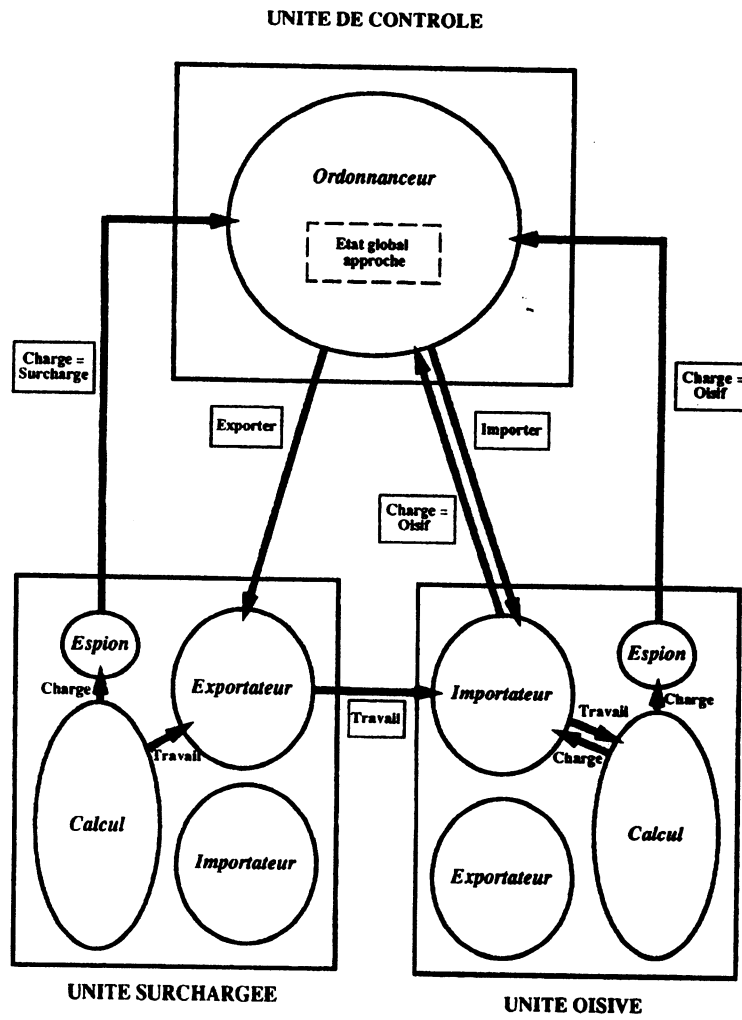 UNITE DE CONTROLE
Ordonnanceur
Etat global
approche
Charge =
Surcharge
Charge =
Oisif
Exporter
Importer
Charge =
Oisif
Espion
Charge
Exportateur
Travail
Calcul
Importateur
Travail
Importateur
Espion
Travail
Charge
Charge
Calcul
Exportateur
UNITE SURCHARGEE
UNITE OISIVE